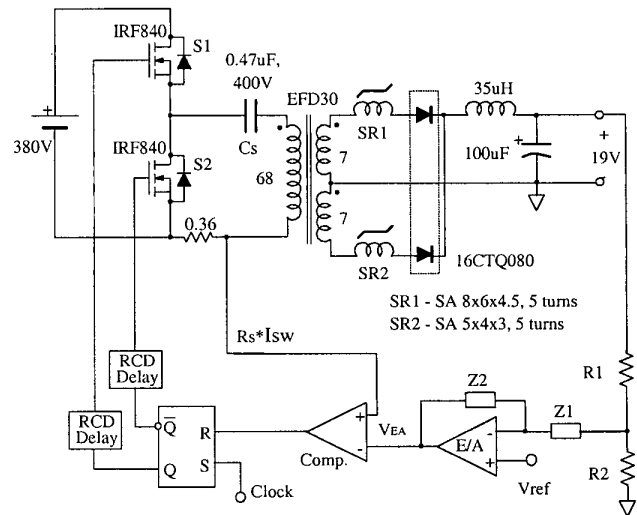 IRF840
S1
0.47uF,
400V
EFD30
SR1
35uH
+
380V
IRF840
S2
Cs
68
7
7
+
100uF
+
19V
-
0.36
SR2
16CTQ080
SR1 - SA 8x6x4.5, 5 turns
SR2 - SA 5x4x3, 5 turns
Rs*Isw
R1
RCD
Delay
RCD
Delay
Q
R
Q
S
Clock
+
-
Comp.
VEA
Z2
Z1
E/A
-
+
Vref
R2